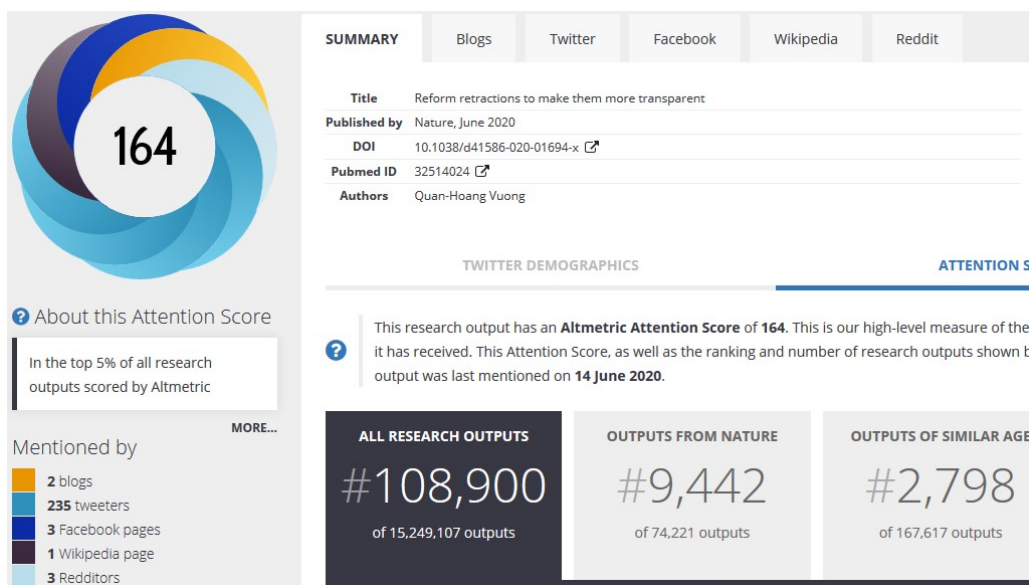 164
About this Attention Score
In the top 5% of all research
outputs scored by Altmetric
MORE...
Mentioned by
2 blogs
235 tweeters
3 Facebook pages
1 Wikipedia page
3 Redditors
SUMMARY Blogs Twitter Facebook Wikipedia Reddit
Title Reform retractions to make them more transparent
Published by Nature, June 2020
DOI 10.1038/d41586-020-01694-x
Pubmed ID 32514024
Authors Quan-Hoang Vuong
TWITTER DEMOGRAPHICS ATTENTION S
This research output has an Altmetric Attention Score of 164. This is our high-level measure of the
it has received. This Attention Score, as well as the ranking and number of research outputs shown b
output was last mentioned on 14 June 2020.
ALL RESEARCH OUTPUTS OUTPUTS FROM NATURE OUTPUTS OF SIMILAR AGE
#108,900 #9,442 #2,798
of 15,249,107 outputs of 74,221 outputs of 167,617 outputs